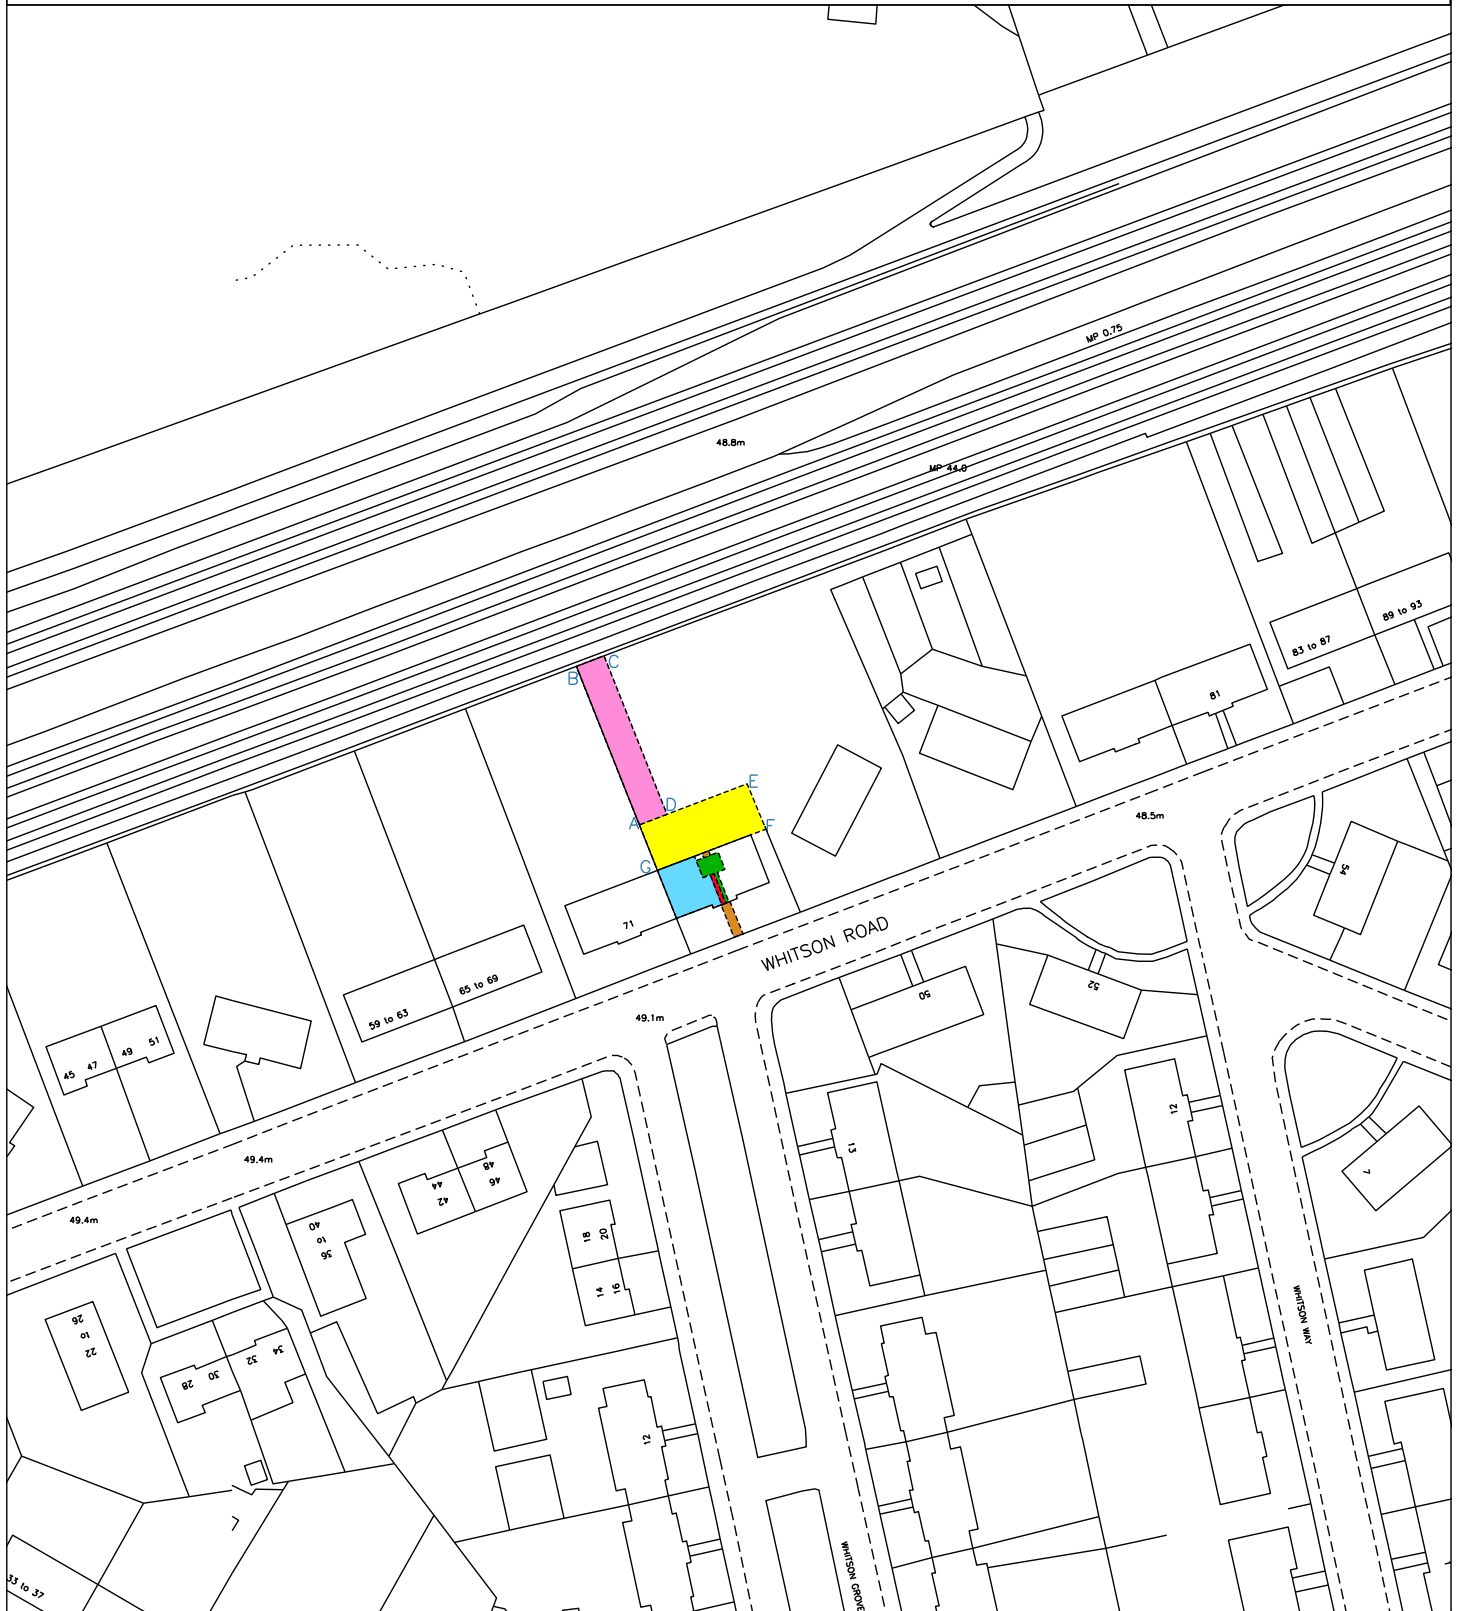 MP 0.75
48.8m
MP 44.0
89 to 93
83 to 87
C
B
81
E
D
A
F
48.5m
G
54
71
WHITSON ROAD
65 to 69
50
52
59 to 63
49.1m
45
47
49
51
12
13
7
49.4m
48
46
44
42
49.4m
40
to
36
18
20
14
16
26
to
22
WHITSON WAY
28
30
32
34
12
33 to 37
WHITSON GROVE